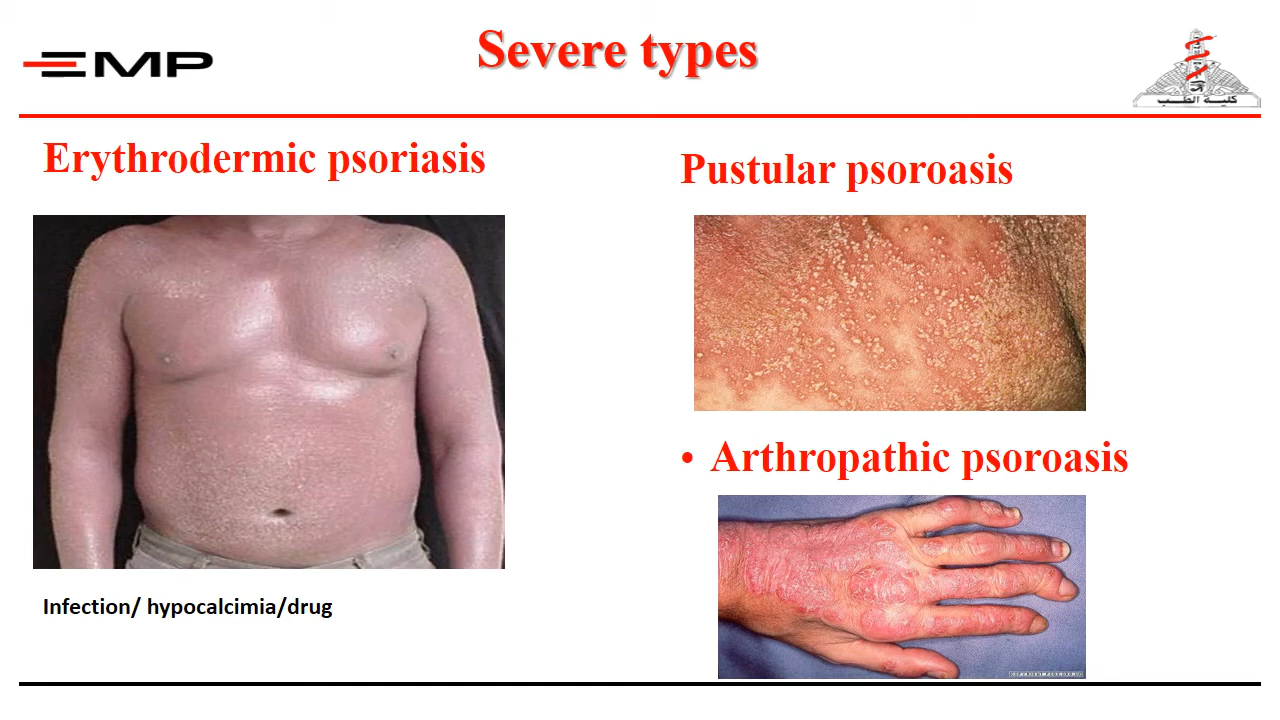 EMP
Severe types
كلية الطب
Erythrodermic psoriasis
Pustular psoroasis
• Arthropathic psoroasis
Infection/ hypocalcimia/drug